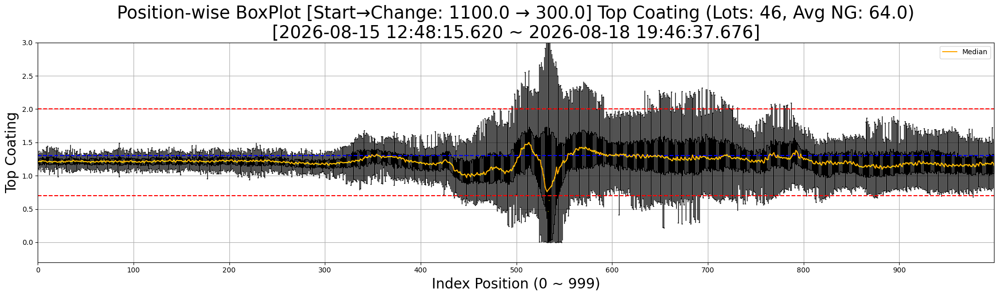 Position-wise BoxPlot [Start→Change: 1100.0 → 300.0] Top Coating (Lots: 46, Avg NG: 64.0)
[2026-08-15 12:48:15.620 ~ 2026-08-18 19:46:37.676]
Median
Top Coating
3.0
2.5
2.0
1.5
1.0
0.5
0.0
0 100 200 300 400 500 600 700 800 900
Index Position (0 ~ 999)